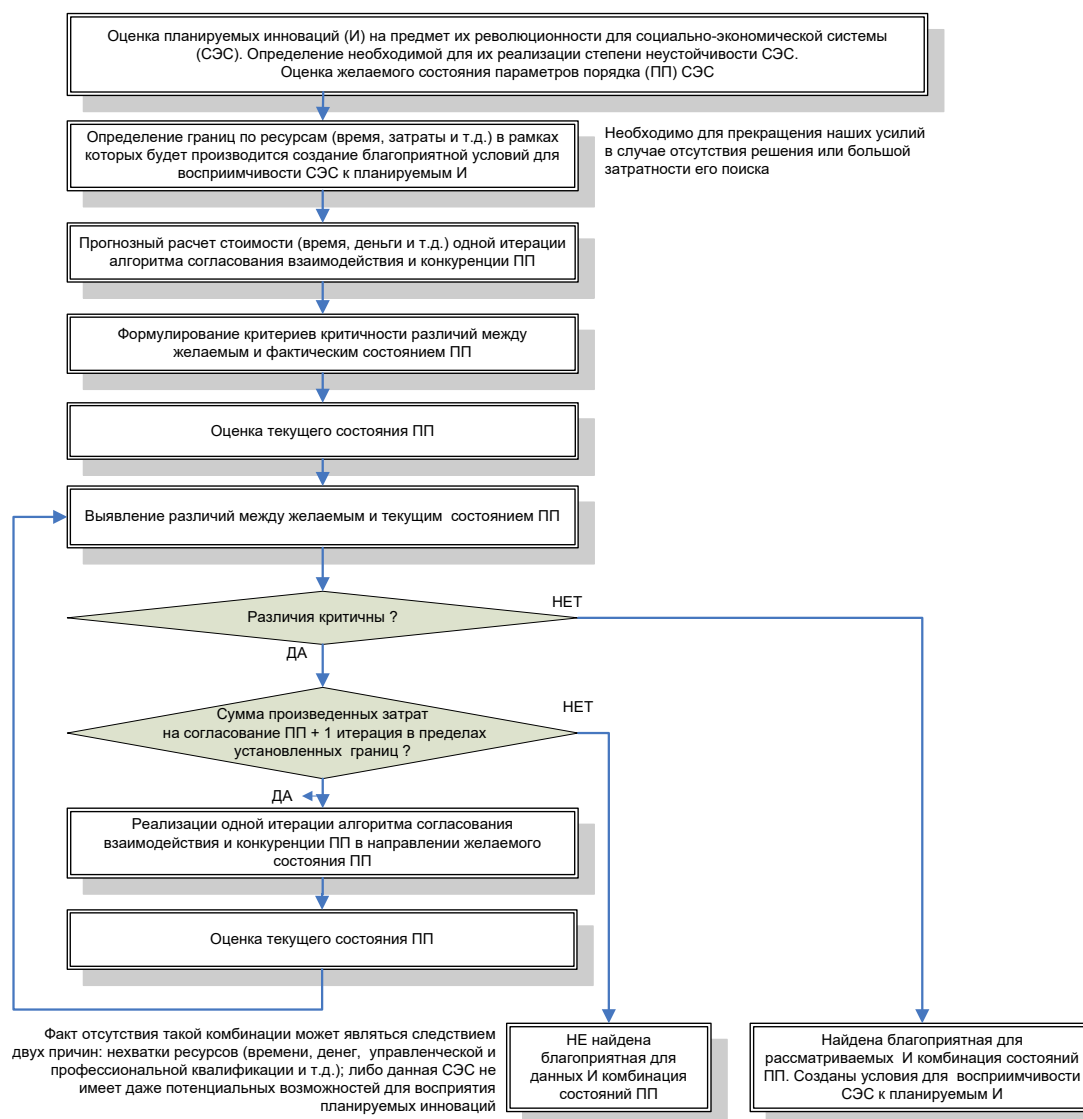 Оценка планируемых инноваций (И) на предмет их революционности для социально-экономической системы
(СЭС). Определение необходимой для их реализации степени неустойчивости СЭС.
Оценка желаемого состояния параметров порядка (ПП) СЭС
Определение границ по ресурсам (время, затраты и т.д.) в рамках
которых будет производится создание благоприятной условий для
восприимчивости СЭС к планируемым И
Необходимо для прекращения наших усилий
в случае отсутствия решения или большой
затратности его поиска
Прогнозный расчет стоимости (время, деньги и т.д.) одной итерации
алгоритма согласования взаимодействия и конкуренции ПП
Формулирование критериев критичности различий между
желаемым и фактическим состоянием ПП
Оценка текущего состояния ПП
Выявление различий между желаемым и текущим состоянием ПП
Различия критичны ?
НЕТ
ДА
Сумма произведенных затрат
на согласование ПП + 1 итерация в пределах
установленных границ ?
НЕТ
ДА
Реализации одной итерации алгоритма согласования
взаимодействия и конкуренции ПП в направлении желаемого
состояния ПП
Оценка текущего состояния ПП
Факт отсутствия такой комбинации может являться следствием
двух причин: нехватки ресурсов (времени, денег, управленческой и
профессиональной квалификации и т.д.); либо данная СЭС не
имеет даже потенциальных возможностей для восприятия
планируемых инноваций
НЕ найдена
благоприятная для
данных И комбинация
состояний ПП
Найдена благоприятная для
рассматриваемых И комбинация состояний
ПП. Созданы условия для восприимчивости
СЭС к планируемым И